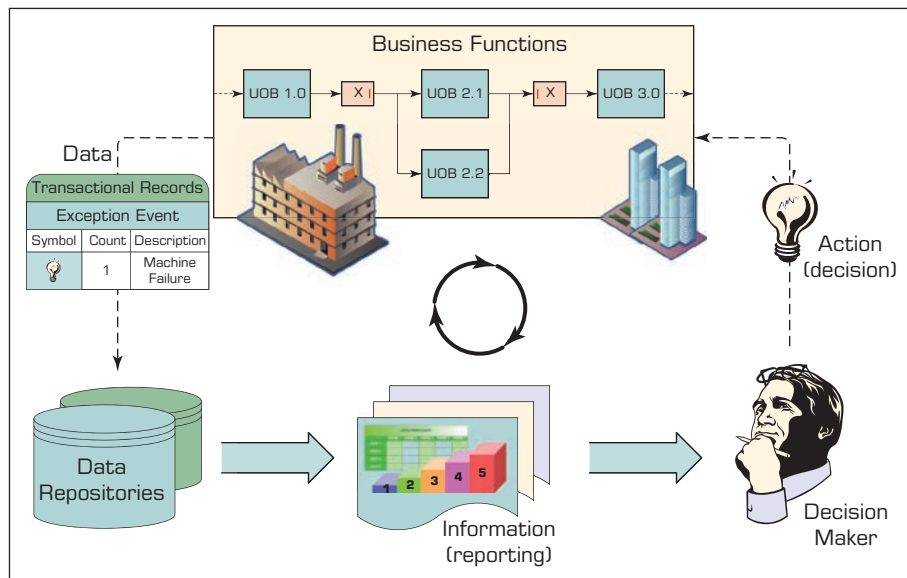 Business Functions
UOB 1.0
X
UOB 2.1
X
UOB 3.0
UOB 2.2
Data
Transactional Records
Exception Event
Symbol Count Description
1 Machine
Failure
Action
(decision)
Data
Repositories
1 2 3 4 5
Information
(reporting)
Decision
Maker